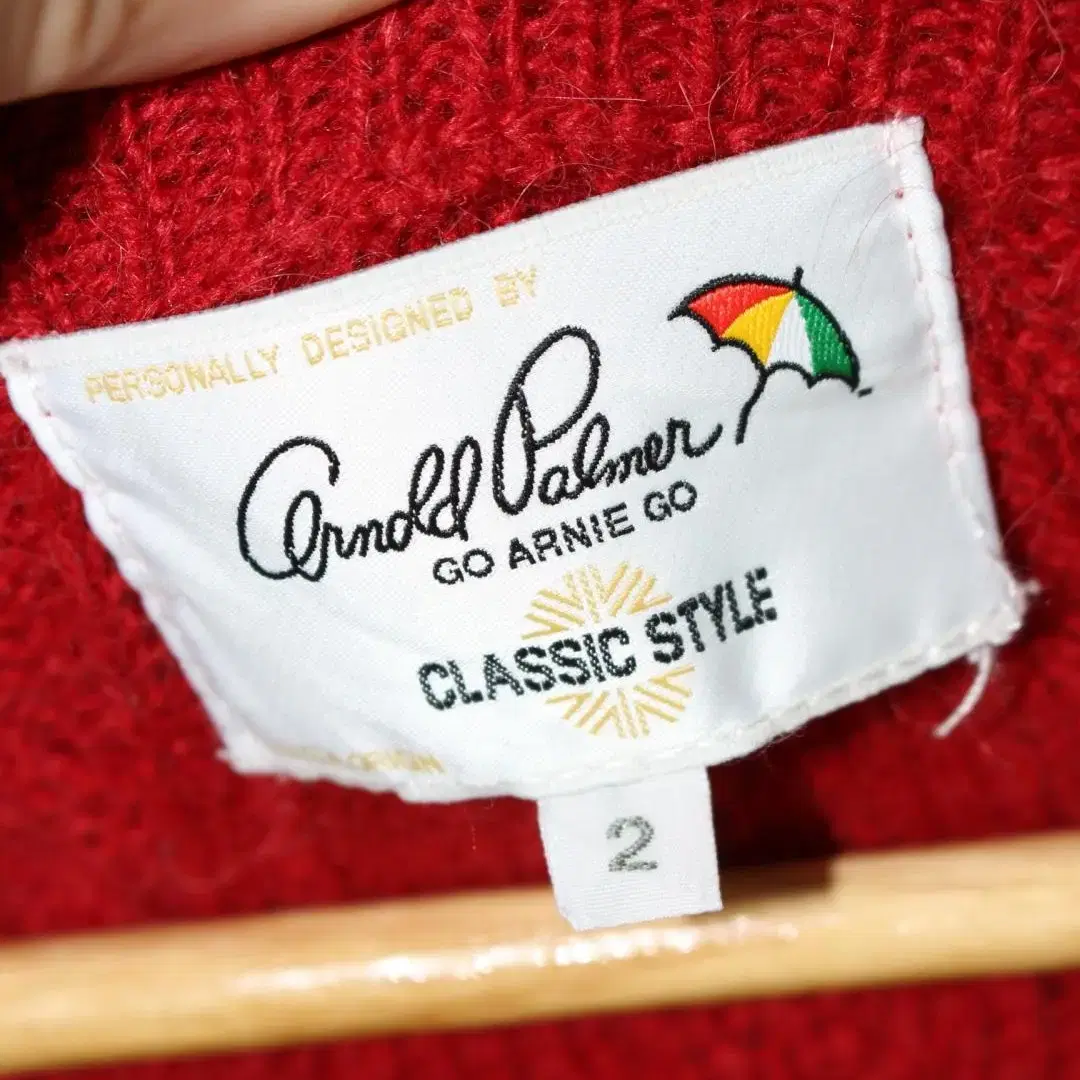 PERSONALLY DESIGNED BY
Arnold Palmer
GO ARNIE GO
CLASSIC STYLE
2